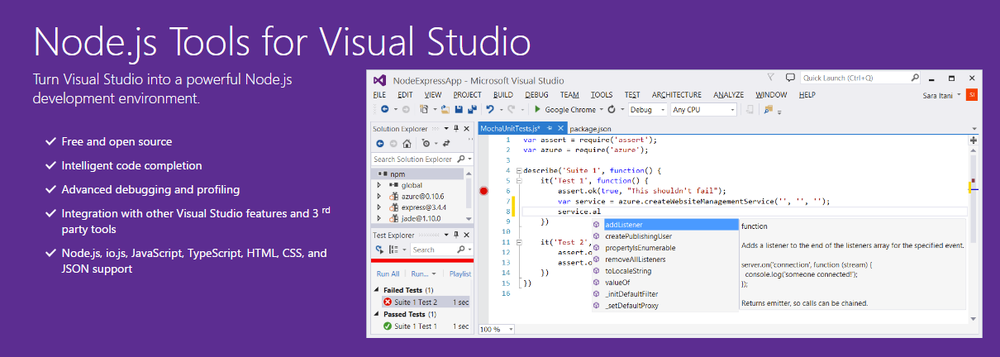 Node.js Tools for Visual Studio
Turn Visual Studio into a powerful Node.js
development environment.
Free and open source
Intelligent code completion
Advanced debugging and profiling
Integration with other Visual Studio features and 3 rd
party tools
Node.js, io.js, JavaScript, TypeScript, HTML, CSS, and
JSON support
NodeExpressApp - Microsoft Visual Studio
Quick Launch (Ctrl+Q)
FILE EDIT VIEW PROJECT BUILD DEBUG TEAM TOOLS TEST ARCHITECTURE ANALYZE WINDOW HELP
Sara Itani
SI
Google Chrome
Debug
Any CPU
Solution Explorer
Search Solution Explorer
npm
global
azure@0.10.6
express@3.4.4
jade@1.10.0
Test Explorer
Search
Run All Run... Playlist
Failed Tests (1)
Suite 1 Test 2 1 sec
Passed Tests (1)
Suite 1 Test 1 1 sec
MochaUnitTests.js*
package.json
1 var assert = require('assert');
2 var azure = require('azure');
3
4 describe('Suite 1', function() {
5 it('Test 1', function() {
6 assert.ok(true, "This shouldn't fail");
7 var service = azure.createWebsiteManagementService('', '', '');
8 service.al
9 })
10
11 it('Test 2',
12 assert.o
13 assert.o
14 })
15 })
16
addListener
createPublishingUser
propertyIsEnumerable
removeAllListeners
toLocaleString
valueOf
_initDefaultFilter
_setDefaultProxy
function
Adds a listener to the end of the listeners array for the specified event.
server.on('connection', function (stream) {
console.log('someone connected!');
});
Returns emitter, so calls can be chained.
100 %